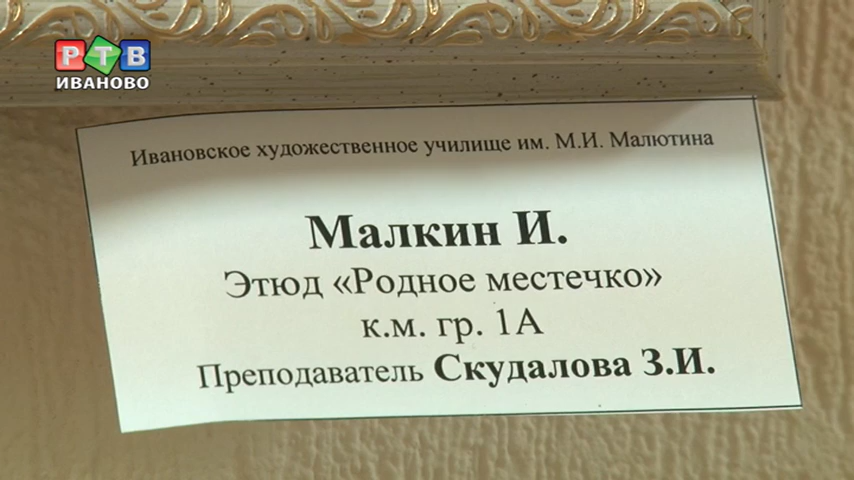 РТВ
ИВАНОВО
Ивановское художественное училище им. М.И. Малютина
Малкин И.
Этюд «Родное местечко»
к.м. гр. 1А
Преподаватель Скудалова З.И.